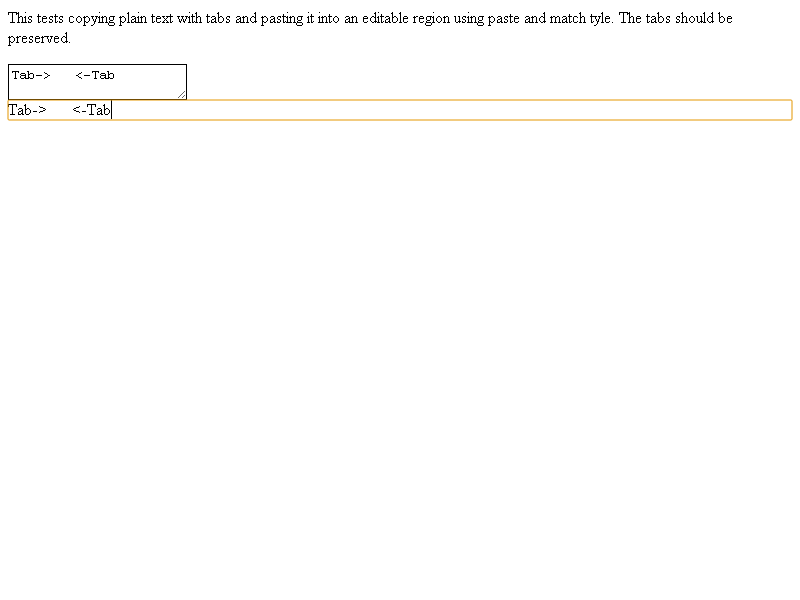 This tests copying plain text with tabs and pasting it into an editable region using paste and match tyle. The tabs should be
preserved.
Tab->	<-Tab
Tab->	<-Tab